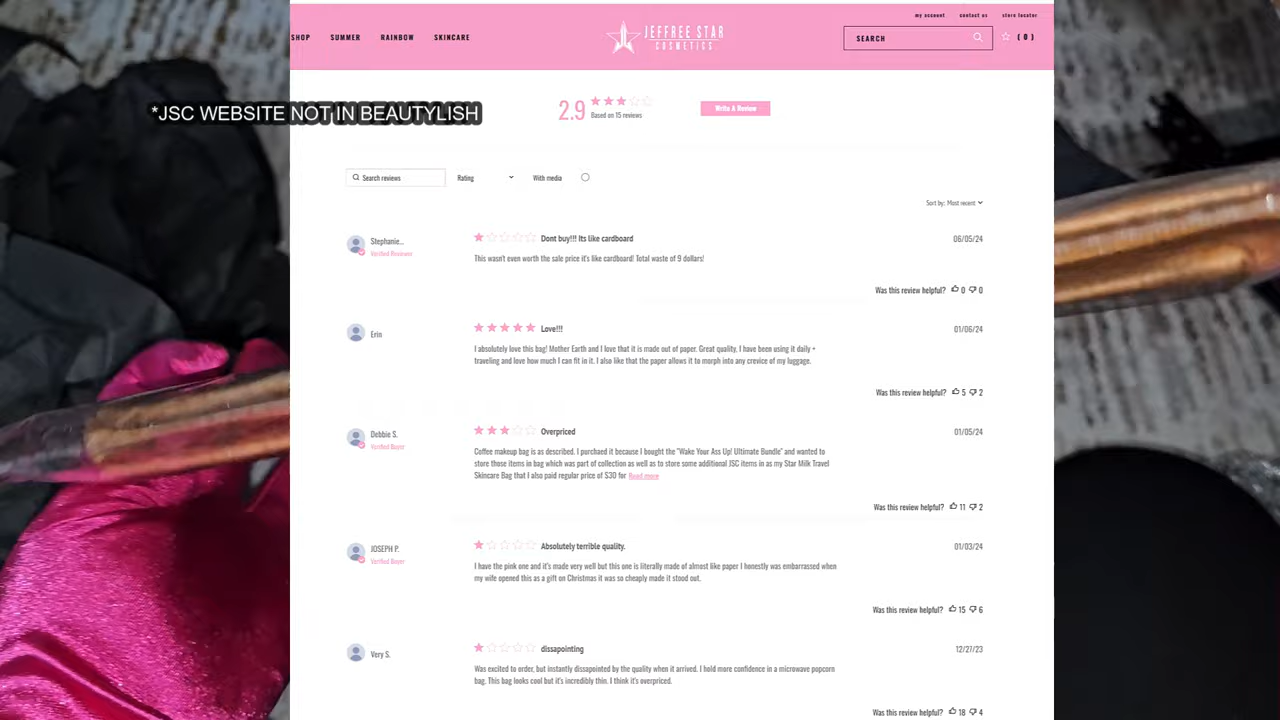 my account contact us store locator
SHOP SUMMER RAINBOW SKINCARE
JEFFREE STAR
COSMETICS
SEARCH
( 0 )
*JSC WEBSITE NOT IN BEAUTYLISH
2.9
Based on 15 reviews
Write A Review
Search reviews
Rating
With media
Sort by: Most recent
Stephanie...
Verified Reviewer
Dont buy!!! Its like cardboard
06/05/24
This wasn't even worth the sale price it's like cardboard! Total waste of 9 dollars!
Was this review helpful? 0 0
Erin
Love!!!
01/06/24
I absolutely love this bag! Mother Earth and I love that it is made out of paper. Great quality, I have been using it daily +
traveling and love how much I can fit in it. I also like that the paper allows it to morph into any crevice of my luggage.
Was this review helpful? 5 2
Debbie S.
Verified Buyer
Overpriced
01/05/24
Coffee makeup bag is as described. I purchaed it because I bought the "Wake Your Ass Up! Ultimate Bundle" and wanted to
store those items in bag which was part of collection as well as to store some additional JSC items in as my Star Milk Travel
Skincare Bag that I also paid regular price of $30 for Read more
Was this review helpful? 11 2
JOSEPH P.
Verified Buyer
Absolutely terrible quality.
01/03/24
I have the pink one and it's made very well but this one is literally made of almost like paper I honestly was embarrassed when
my wife opened this as a gift on Christmas it was so cheaply made it stood out.
Was this review helpful? 15 6
Very S.
dissapointing
12/27/23
Was excited to order, but instantly dissapointed by the quality when it arrived. I hold more confidence in a microwave popcorn
bag. This bag looks cool but it's incredibly thin. I think it's overpriced.
Was this review helpful? 18 4